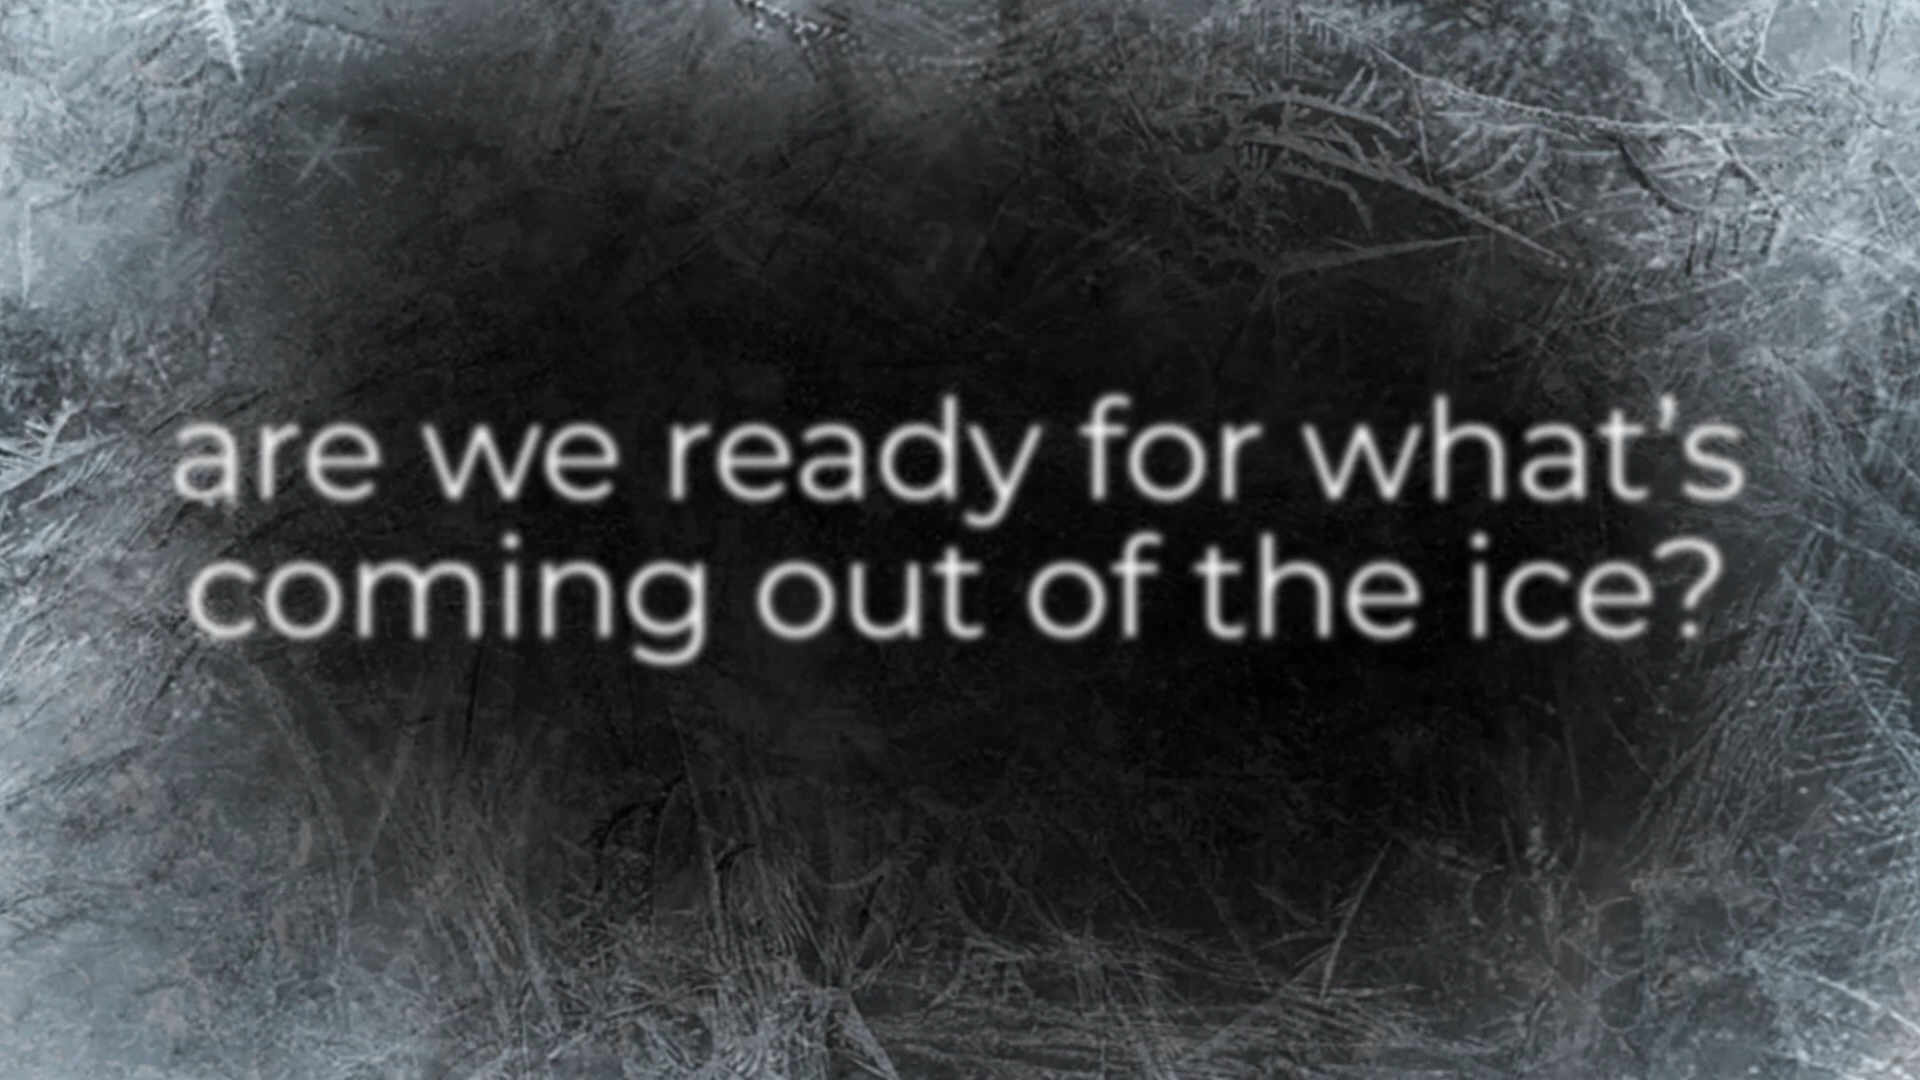 are we ready for what’s
coming out of the ice?